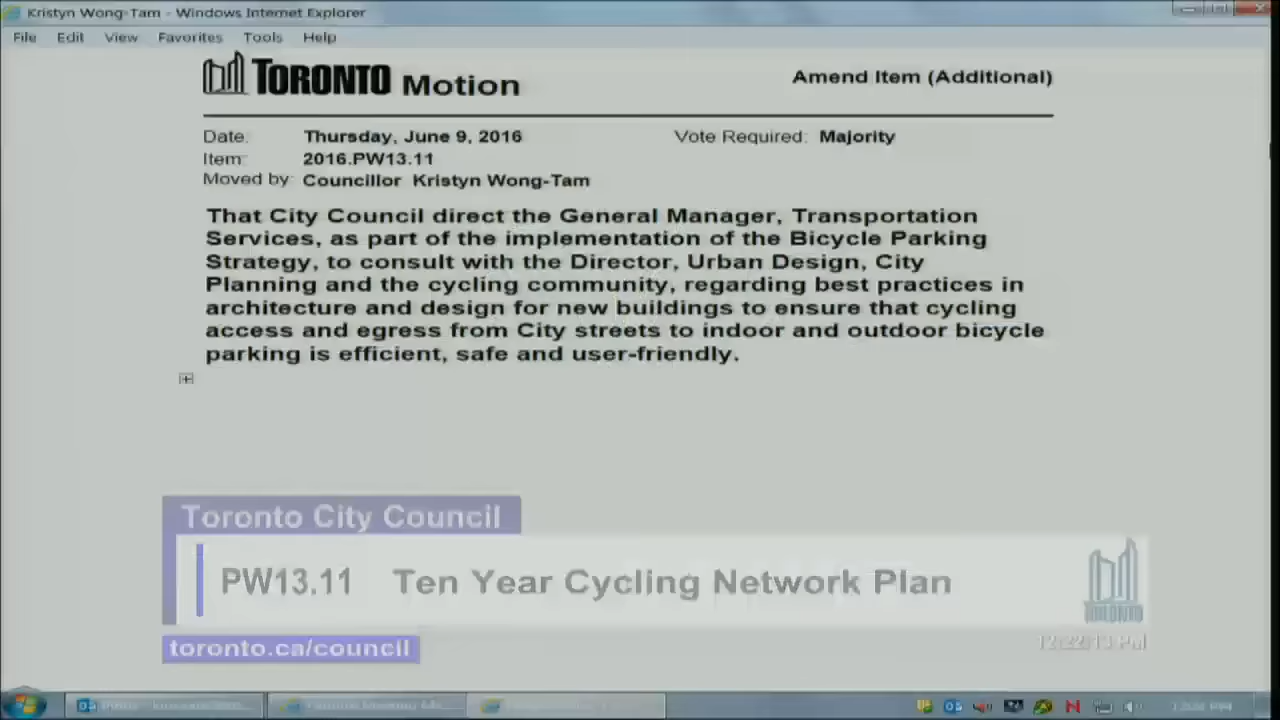 Kristyn Wong-Tam - Windows Internet Explorer
File Edit View Favorites Tools Help
TORONTO Motion
Amend Item (Additional)
Date: Thursday, June 9, 2016 Vote Required: Majority
Item: 2016.PW13.11
Moved by: Councillor Kristyn Wong-Tam
That City Council direct the General Manager, Transportation
Services, as part of the implementation of the Bicycle Parking
Strategy, to consult with the Director, Urban Design, City
Planning and the cycling community, regarding best practices in
architecture and design for new buildings to ensure that cycling
access and egress from City streets to indoor and outdoor bicycle
parking is efficient, safe and user-friendly.
Toronto City Council
PW13.11 Ten Year Cycling Network Plan
TORONTO
toronto.ca/council